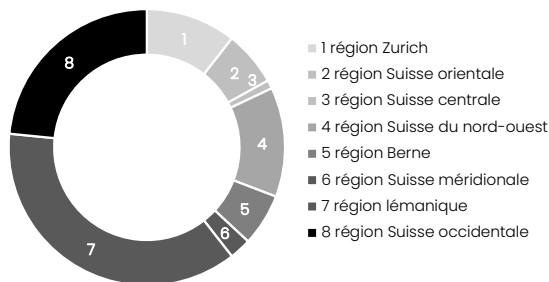 1
2
3
4
5
6
7
8
1 région Zurich
2 région Suisse orientale
3 région Suisse centrale
4 région Suisse du nord-ouest
5 région Berne
6 région Suisse méridionale
7 région lémanique
8 région Suisse occidentale